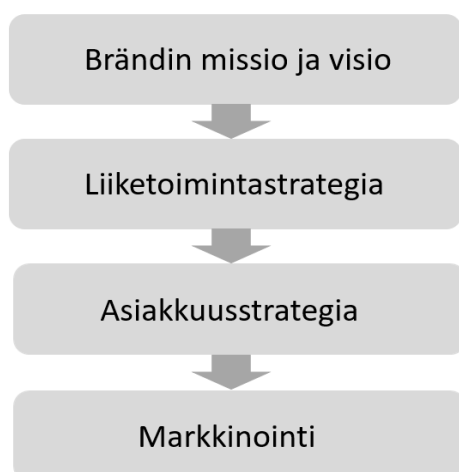 Brändin missio ja visio
Liiketoimintastrategia
Asiakkuusstrategia
Markkinointi